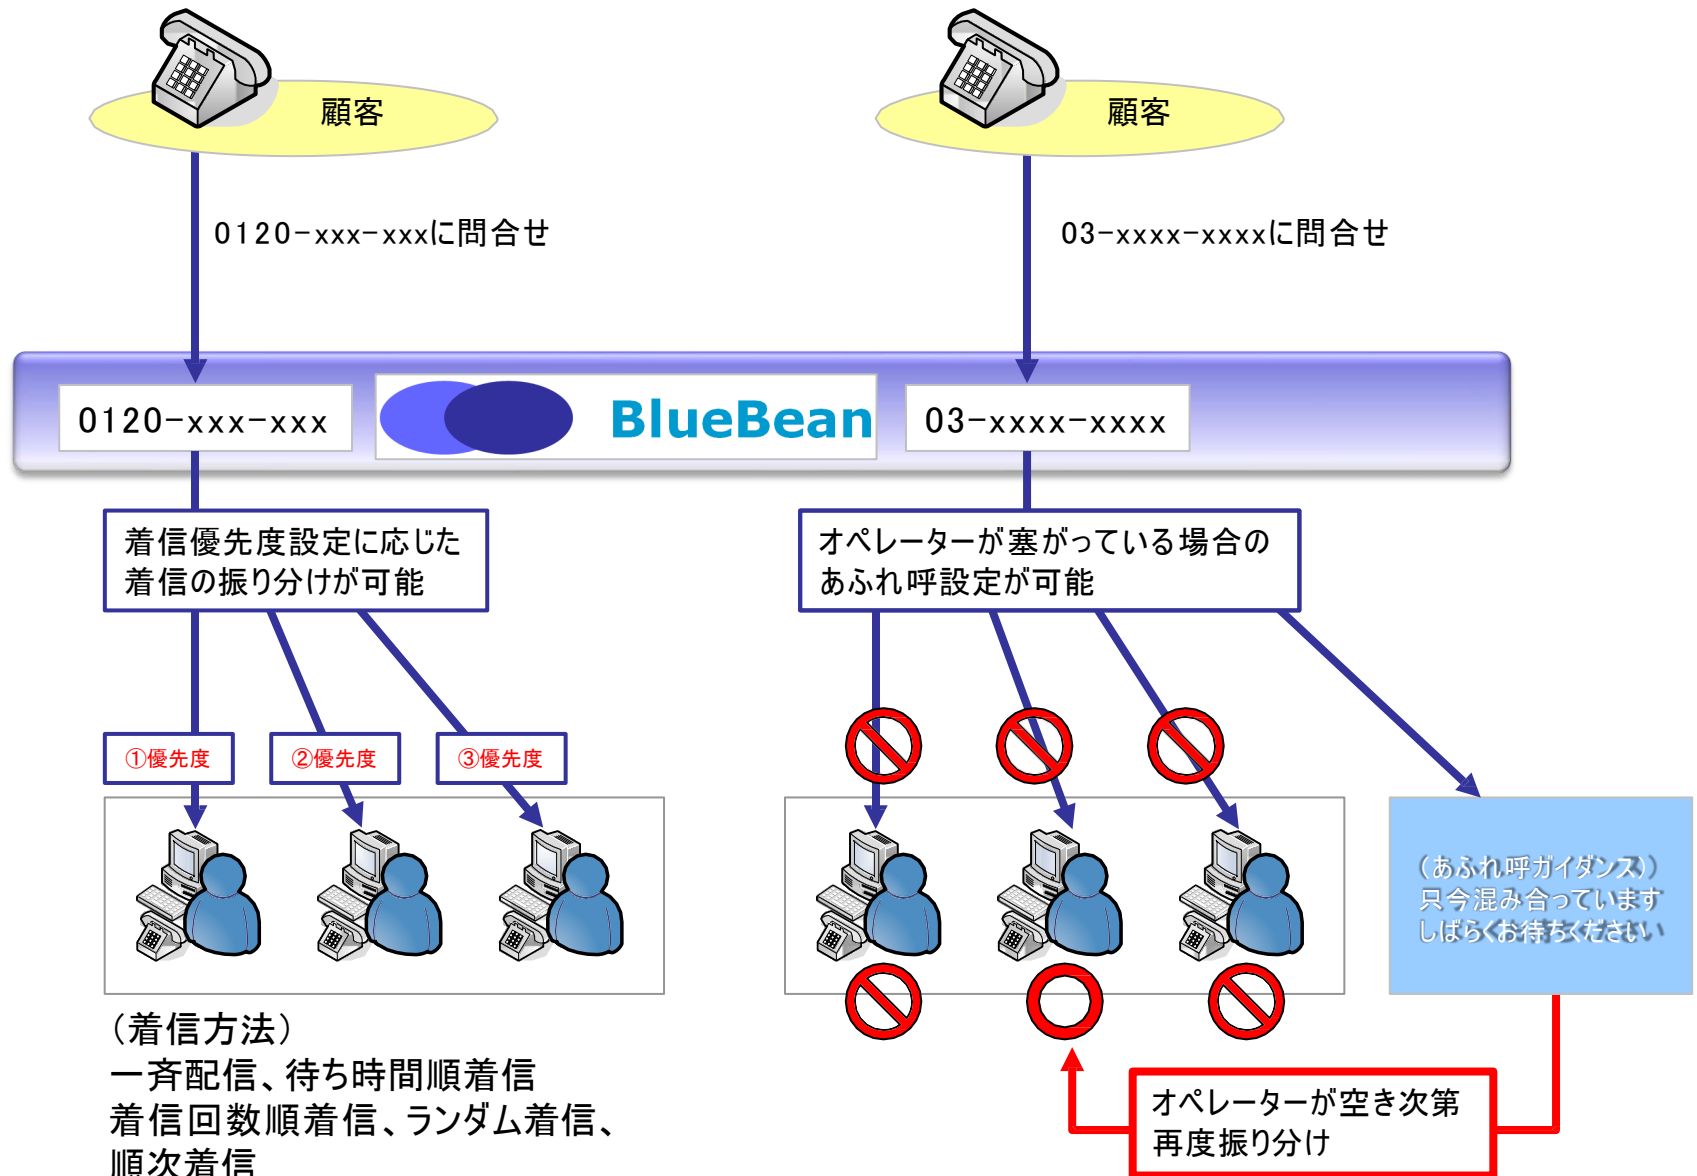 顧客
顧客
0120-xxx-xxxに問合せ
03-xxxx-xxxxに問合せ
0120-xxx-xxx
BlueBean
03-xxxx-xxxx
着信優先度設定に応じた
着信の振り分けが可能
オペレーターが塞がっている場合の
あふれ呼設定が可能
①優先度
②優先度
③優先度
（あふれ呼ガイダンス））
只今混み合っています
しばらくお待ちください
（着信方法）
一斉配信、待ち時間順着信
着信回数順着信、ランダム着信、
順次着信
オペレーターが空き次第
再度振り分け